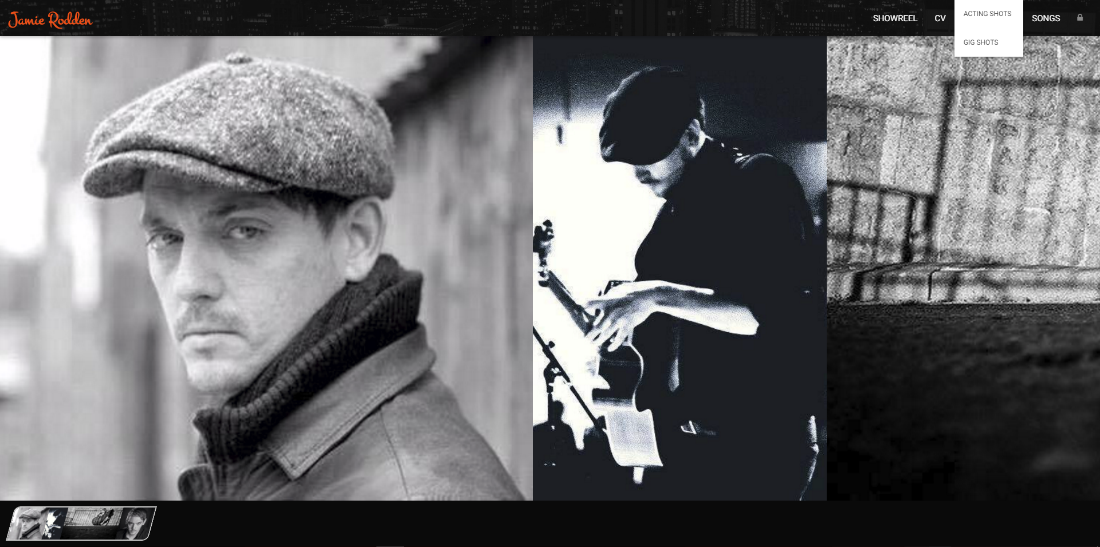 Jamie Rodden
SHOWREEL
CV
ACTING SHOTS
GIG SHOTS
SONGS